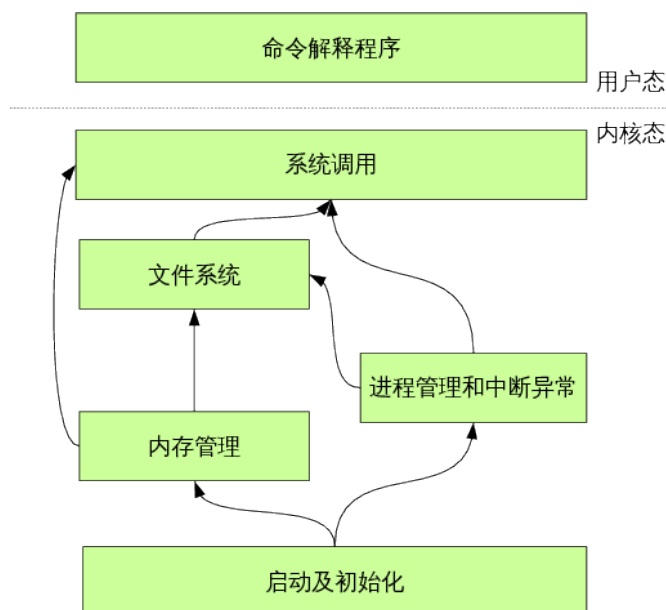 命令解释程序
用户态
内核态
系统调用
文件系统
进程管理和中断异常
内存管理
启动及初始化